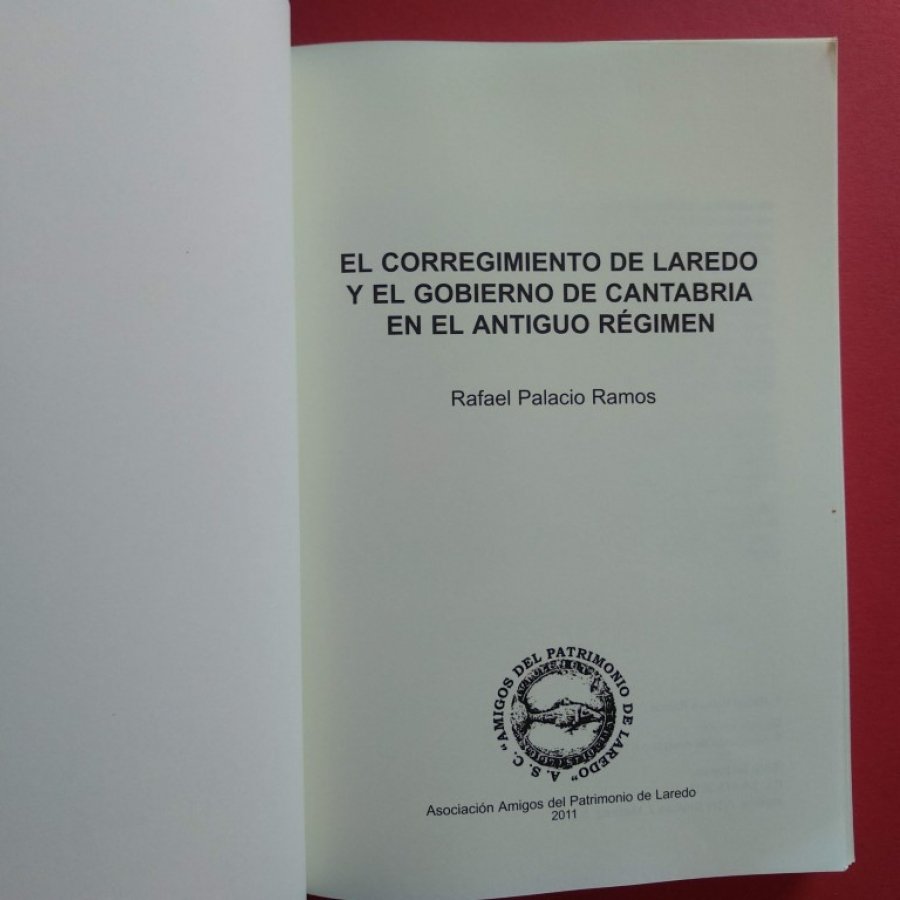 EL CORREGIMIENTO DE LAREDO
Y EL GOBIERNO DE CANTABRIA
EN EL ANTIGUO RÉGIMEN
Rafael Palacio Ramos
A. S. C. "AMIGOS DEL PATRIMONIO DE LAREDO"
Asociación Amigos del Patrimonio de Laredo
2011